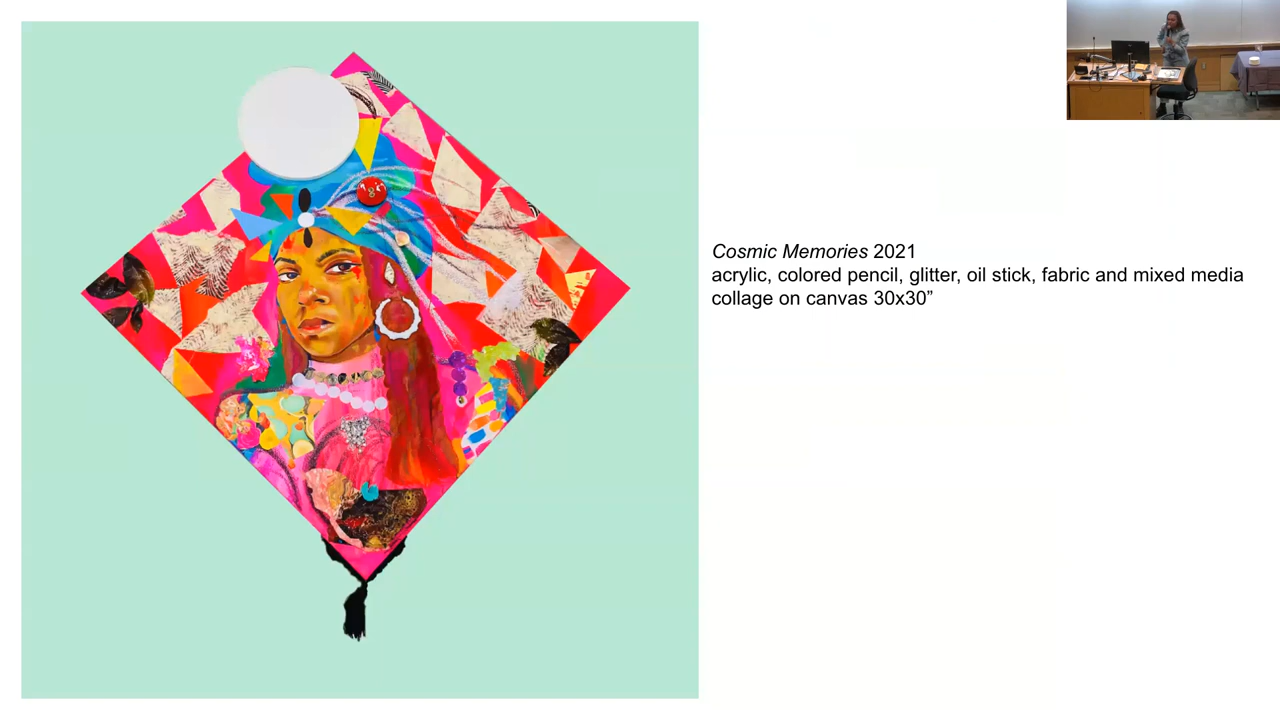 Cosmic Memories 2021
acrylic, colored pencil, glitter, oil stick, fabric and mixed media
collage on canvas 30x30”